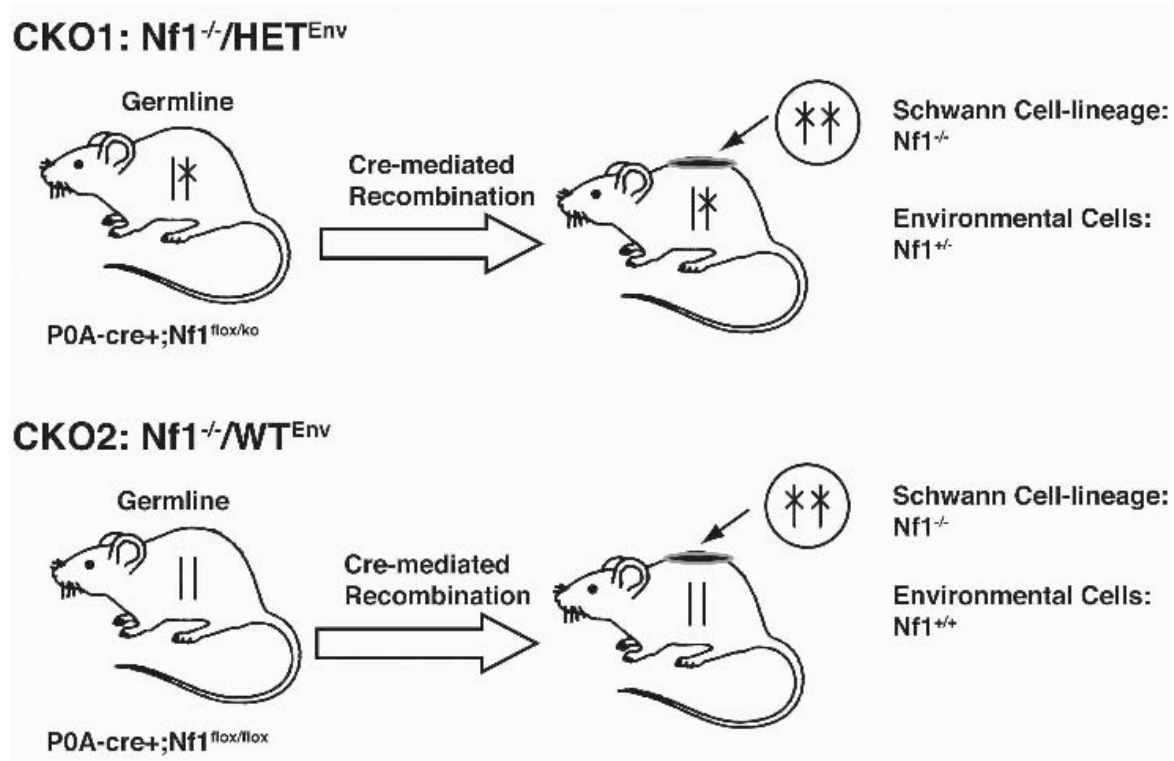 CKO1: Nf1-/-/HETEnv
Germline
Cre-mediated
Recombination
Schwann Cell-lineage:
Nf1-/-
Environmental Cells:
Nf1+/-
P0A-cre+;Nf1flox/ko
CKO2: Nf1-/-/WTEnv
Germline
Cre-mediated
Recombination
Schwann Cell-lineage:
Nf1-/-
Environmental Cells:
Nf1+/+
P0A-cre+;Nf1flox/flox